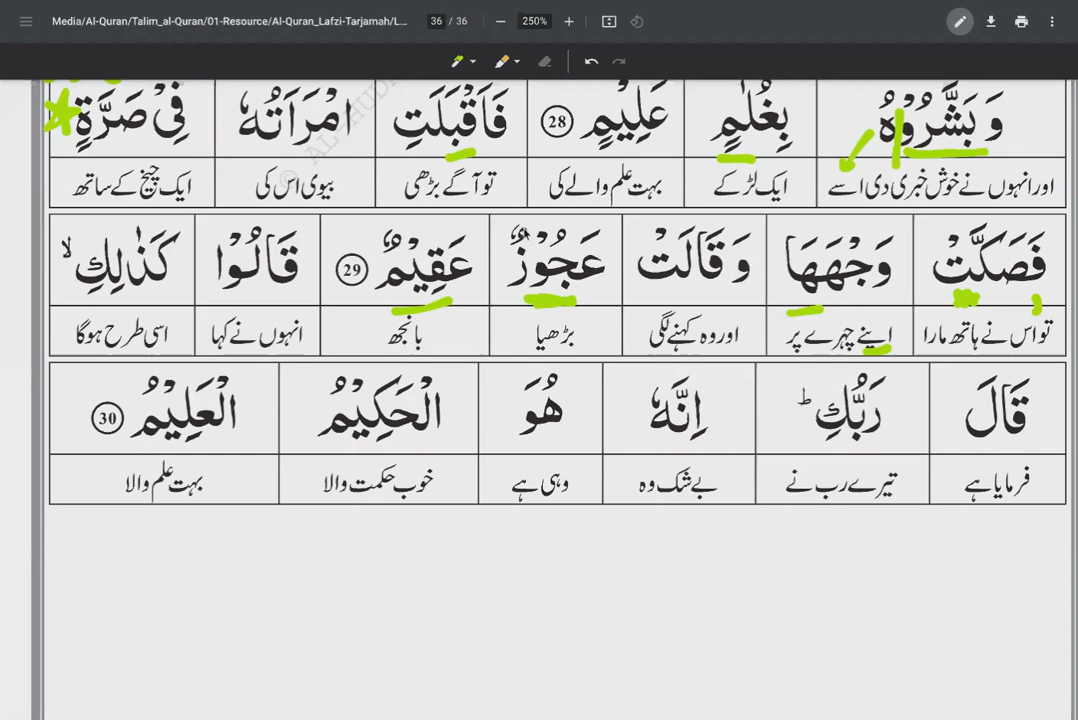 Media/Al-Quran/Talim_al-Quran/01-Resource/Al-Quran_Lafzi-Tarjamah/L...
36 / 36
250%
وَ بَشَّرُوْهُ بِغُلٰمٍ عَلِيْمٍ 28 فَاَقْبَلَتِ امْرَاَتُهٗ فِیْ صَرَّةٍ
اور انہوں نے خوش خبری دی اسے ایک لڑکے بہت علم والے کی تو آگے بڑھی بیوی اس کی ایک چیخ کے ساتھ
فَصَكَّتْ وَجْهَهَا وَ قَالَتْ عَجُوْزٌ عَقِيْمٌ 29 قَالُوْا كَذٰلِكِ ۙ
تو اس نے ہاتھ مارا اپنے چہرے پر اور وہ کہنے لگی بڑھیا بانجھ انہوں نے کہا اسی طرح ہوگا
قَالَ رَبُّكِ ؕ اِنَّهٗ هُوَ الْحَكِيْمُ الْعَلِيْمُ 30
فرمایا ہے تیرے رب نے بے شک وہ وہی ہے خوب حکمت والا بہت علم والا